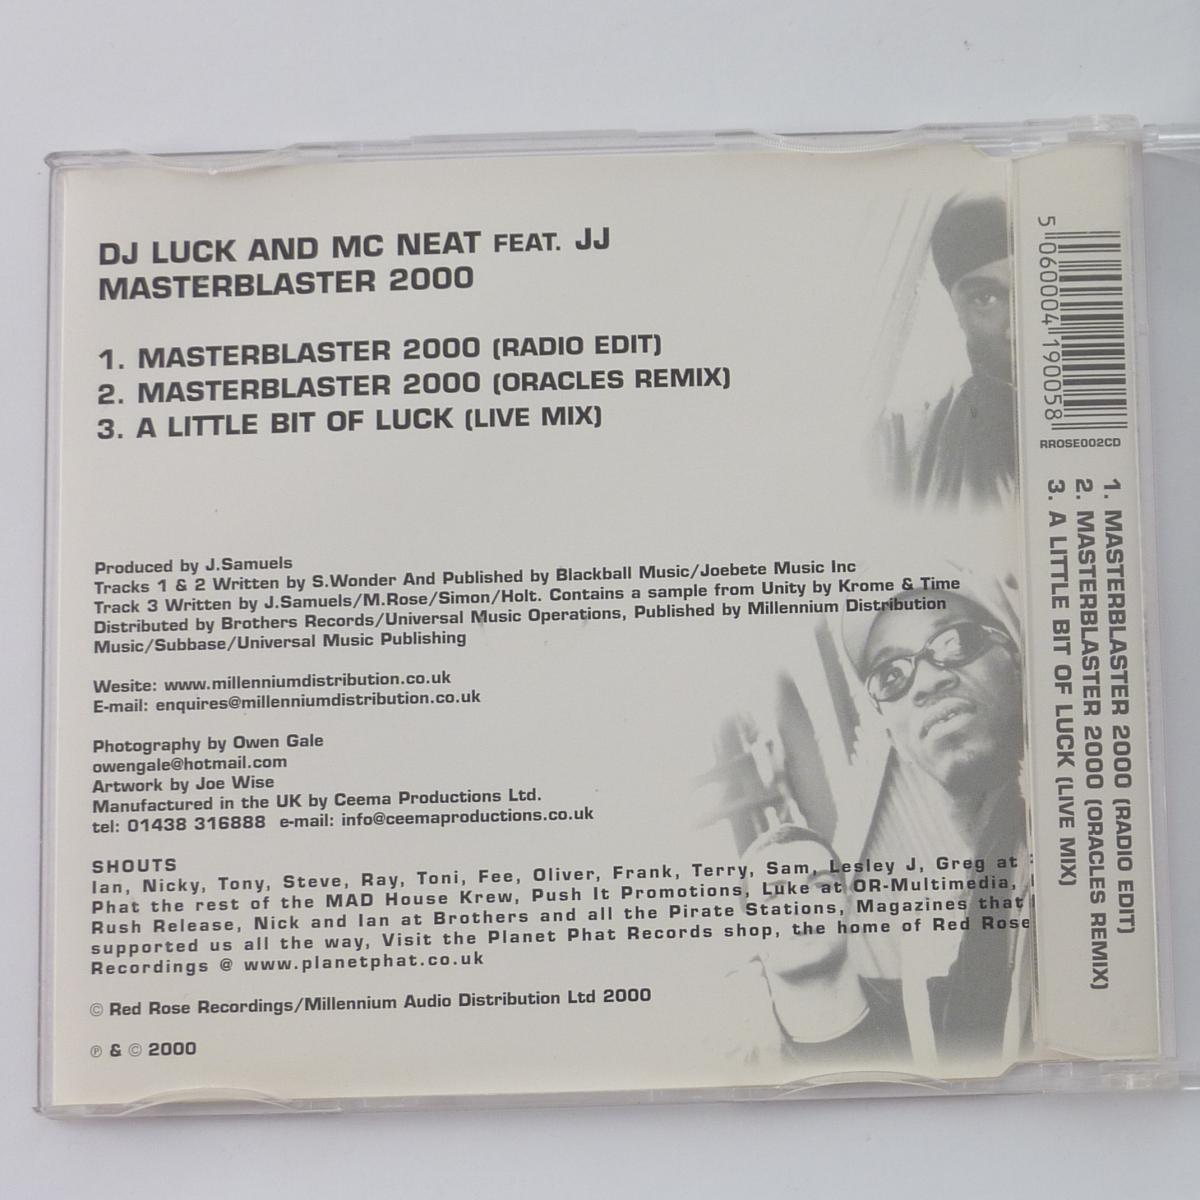 DJ LUCK AND MC NEAT FEAT. JJ
MASTERBLASTER 2000
1. MASTERBLASTER 2000 (RADIO EDIT)
2. MASTERBLASTER 2000 (ORACLES REMIX)
3. A LITTLE BIT OF LUCK (LIVE MIX)
Produced by J.Samuels
Tracks 1 & 2 Written by S.Wonder And Published by Blackball Music/Joebete Music Inc
Track 3 Written by J.Samuels/M.Rose/Simon/Holt. Contains a sample from Unity by Krome & Time
Distributed by Brothers Records/Universal Music Operations, Published by Millennium Distribution
Music/Subbase/Universal Music Publishing
Wesite: www.millenniumdistribution.co.uk
E-mail: enquires@millenniumdistribution.co.uk
Photography by Owen Gale
owengale@hotmail.com
Artwork by Joe Wise
Manufactured in the UK by Ceema Productions Ltd.
tel: 01438 316888 e-mail: info@ceemaproductions.co.uk
SHOUTS
Ian, Nicky, Tony, Steve, Ray, Toni, Fee, Oliver, Frank, Terry, Sam, Lesley J, Greg at
Phat the rest of the MAD House Krew, Push It Promotions, Luke at OR-Multimedia,
Rush Release, Nick and Ian at Brothers and all the Pirate Stations, Magazines that
supported us all the way, Visit the Planet Phat Records shop, the home of Red Rose
Recordings @ www.planetphat.co.uk
© Red Rose Recordings/Millennium Audio Distribution Ltd 2000
℗ & © 2000
5 060004 190058
RROSE002CD
1. MASTERBLASTER 2000 (RADIO EDIT)
2. MASTERBLASTER 2000 (ORACLES REMIX)
3. A LITTLE BIT OF LUCK (LIVE MIX)